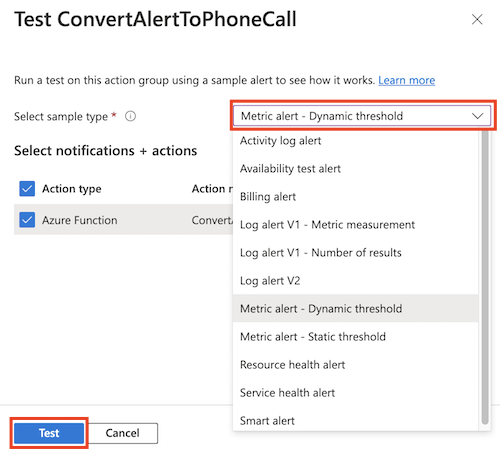 Test ConvertAlertToPhoneCall
Run a test on this action group using a sample alert to see how it works. Learn more
Select sample type *
Metric alert - Dynamic threshold
Activity log alert
Availability test alert
Billing alert
Log alert V1 - Metric measurement
Log alert V1 - Number of results
Log alert V2
Metric alert - Dynamic threshold
Metric alert - Static threshold
Resource health alert
Service health alert
Smart alert
Select notifications + actions
Action type Action
Azure Function
Test Cancel